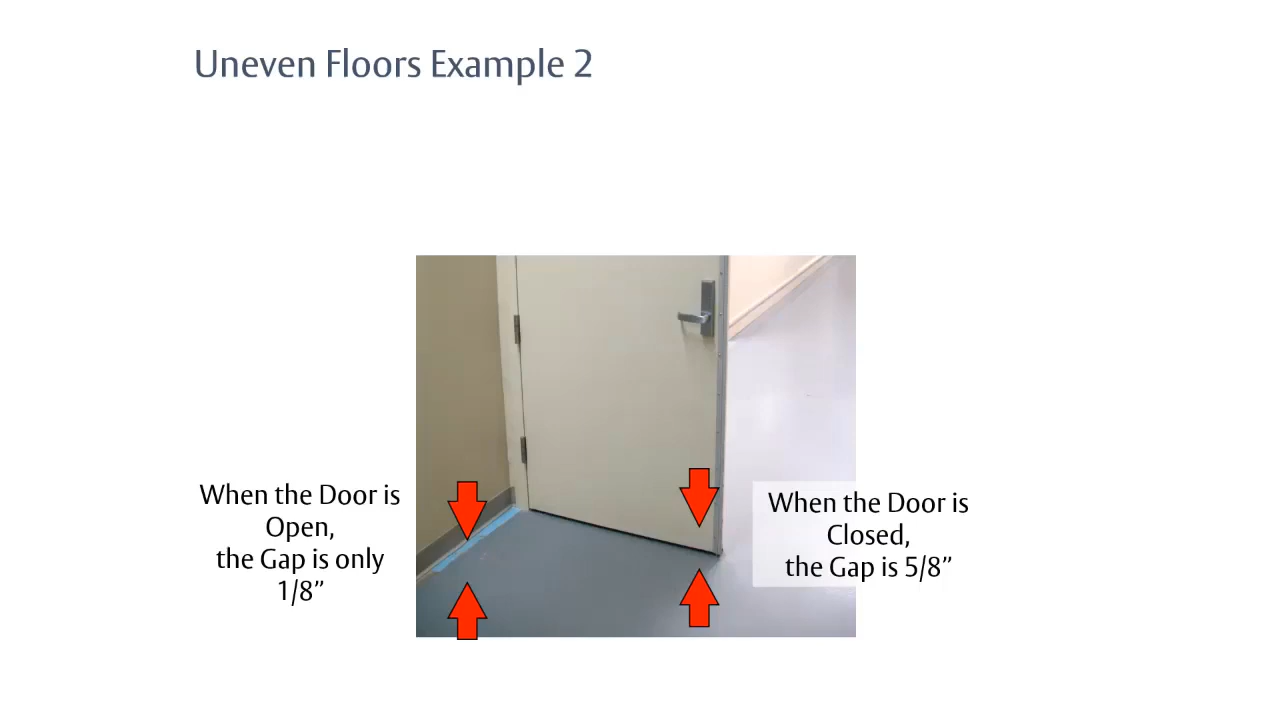 Uneven Floors Example 2
When the Door is
Open,
the Gap is only
1/8”
When the Door is
Closed,
the Gap is 5/8”